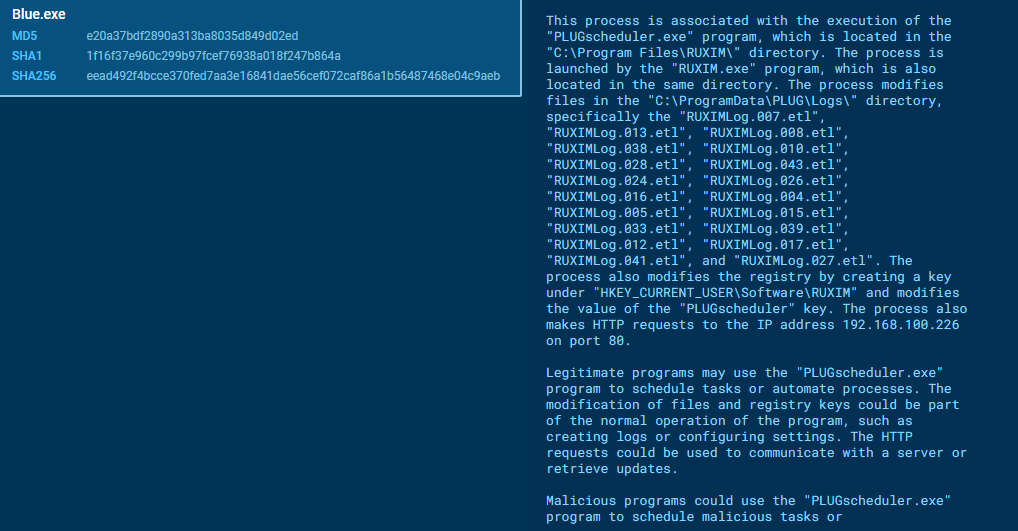 Blue.exe
MD5 e20a37bdf2890a313ba8035d849d02ed
SHA1 1f16f37e960c299b97fcef76938a018f247b864a
SHA256 eead492f4bcce370fed7aa3e16841dae56cef072caf86a1b56487468e04c9aeb
This process is associated with the execution of the
"PLUGscheduler.exe" program, which is located in the
"C:\Program Files\RUXIM\" directory. The process is
launched by the "RUXIM.exe" program, which is also
located in the same directory. The process modifies
files in the "C:\ProgramData\PLUG\Logs\" directory,
specifically the "RUXIMLog.007.etl",
"RUXIMLog.013.etl", "RUXIMLog.008.etl",
"RUXIMLog.038.etl", "RUXIMLog.010.etl",
"RUXIMLog.028.etl", "RUXIMLog.043.etl",
"RUXIMLog.024.etl", "RUXIMLog.026.etl",
"RUXIMLog.016.etl", "RUXIMLog.004.etl",
"RUXIMLog.005.etl", "RUXIMLog.015.etl",
"RUXIMLog.033.etl", "RUXIMLog.039.etl",
"RUXIMLog.012.etl", "RUXIMLog.017.etl",
"RUXIMLog.041.etl", and "RUXIMLog.027.etl". The
process also modifies the registry by creating a key
under "HKEY_CURRENT_USER\Software\RUXIM" and modifies
the value of the "PLUGscheduler" key. The process also
makes HTTP requests to the IP address 192.168.100.226
on port 80.
Legitimate programs may use the "PLUGscheduler.exe"
program to schedule tasks or automate processes. The
modification of files and registry keys could be part
of the normal operation of the program, such as
creating logs or configuring settings. The HTTP
requests could be used to communicate with a server or
retrieve updates.
Malicious programs could use the "PLUGscheduler.exe"
program to schedule malicious tasks or